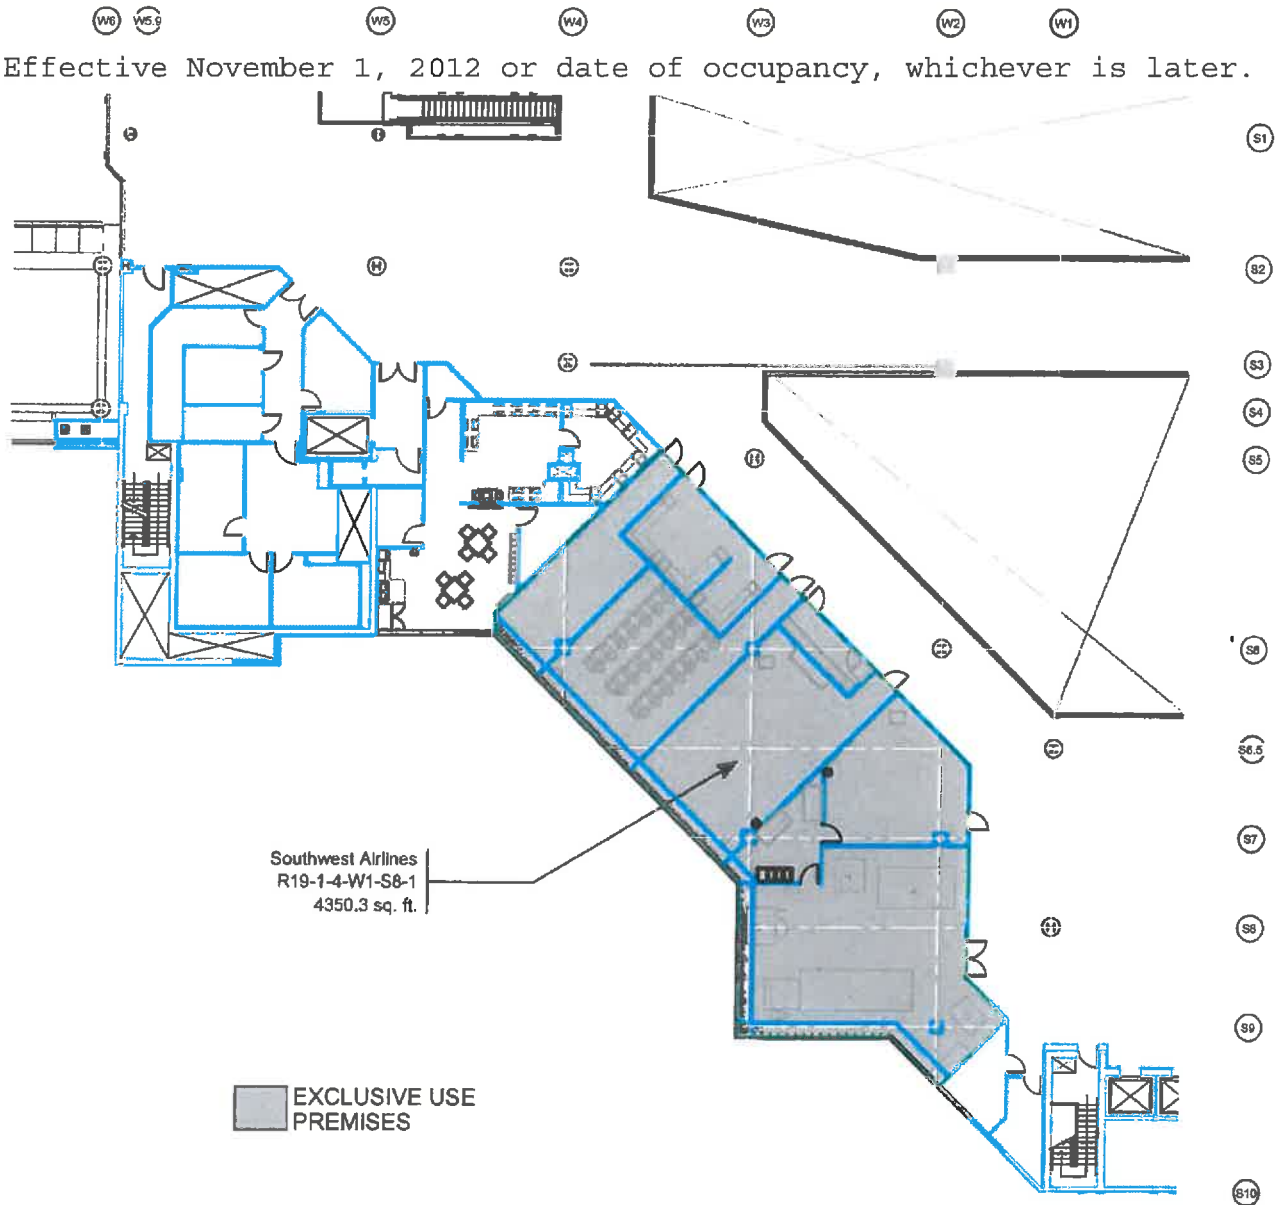 W6 W5.9 W5 W4 W3 W2 W1
Effective November 1, 2012 or date of occupancy, whichever is later.
S1
S2
S3
S4
S5
S6
S6.5
S7
Southwest Airlines
R19-1-4-W1-S8-1
4350.3 sq. ft.
S8
S9
EXCLUSIVE USE
PREMISES
S10